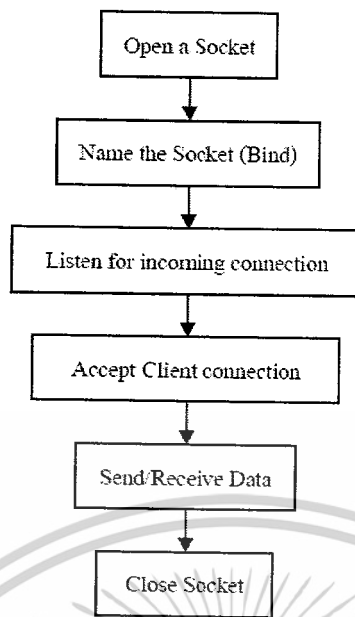 Open a Socket
Name the Socket (Bind)
Listen for incoming connection
Accept Client connection
Send/Receive Data
Close Socket